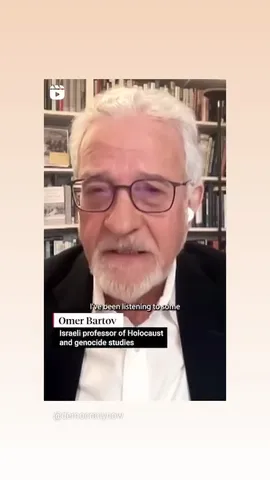 I've been listening to some
Omer Bartov
Israeli professor of Holocaust
and genocide studies